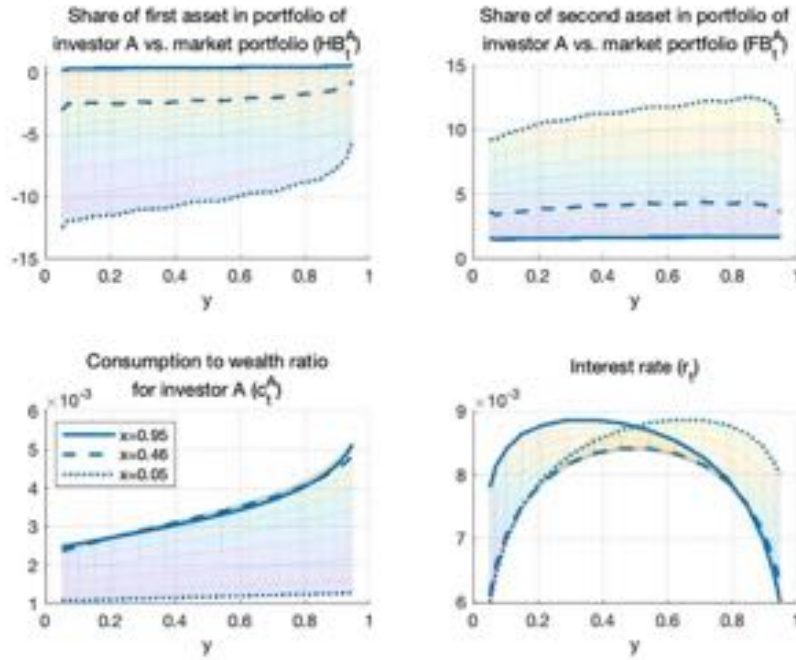 Share of first asset in portfolio of
investor A vs. market portfolio (HB_t^A)
0
-5
-10
-15
0 0.2 0.4 0.6 0.8 1
y
Share of second asset in portfolio of
investor A vs. market portfolio (FB_t^A)
15
10
5
0
0 0.2 0.4 0.6 0.8 1
y
Consumption to wealth ratio
for investor A (c_t^A)
×10^-3
6
5
4
3
2
1
x=0.95
x=0.46
x=0.05
0 0.2 0.4 0.6 0.8 1
y
Interest rate (r_t)
×10^-3
9
8
7
6
0 0.2 0.4 0.6 0.8 1
y